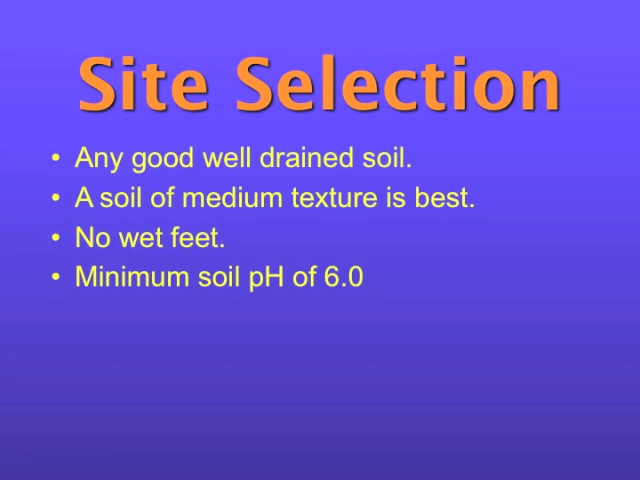 Site Selection
• Any good well drained soil.
• A soil of medium texture is best.
• No wet feet.
• Minimum soil pH of 6.0